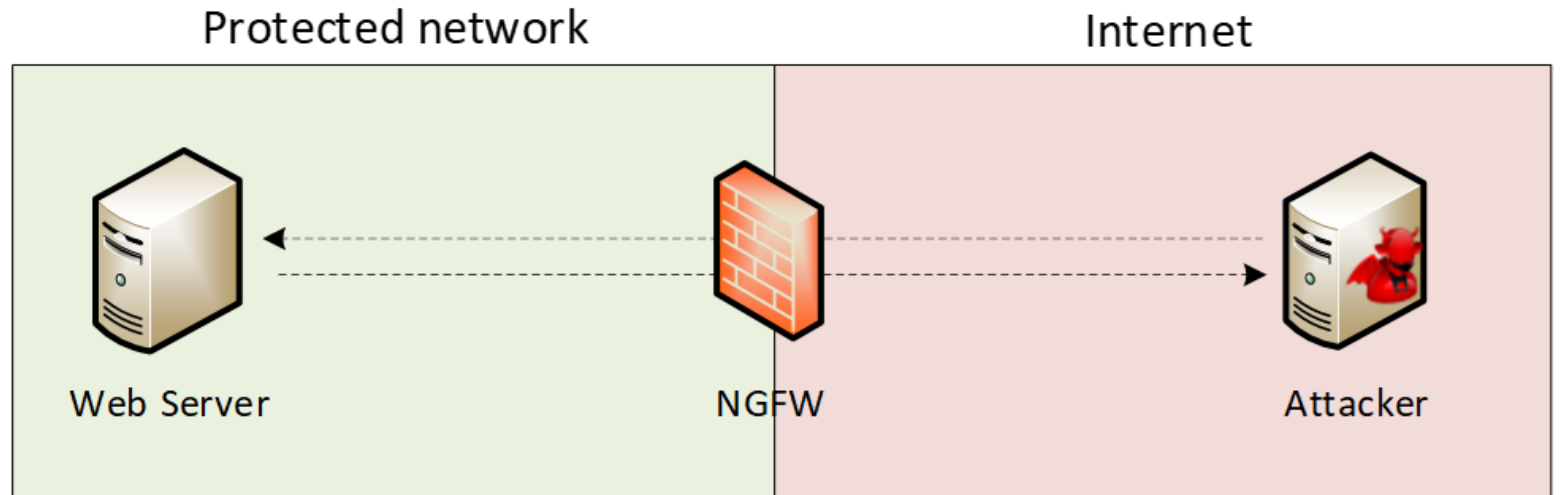 Protected network
Internet
Web Server
NGFW
Attacker